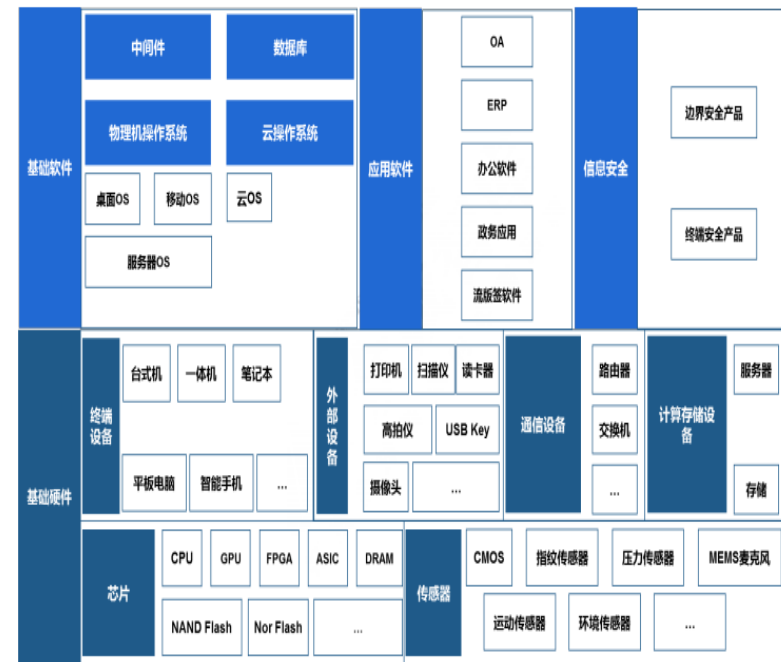 基础软件
中间件
数据库
物理机操作系统
云操作系统
桌面OS
移动OS
云OS
服务器OS
应用软件
OA
ERP
办公软件
政务应用
流版签软件
信息安全
边界安全产品
终端安全产品
基础硬件
终端
设备
台式机
一体机
笔记本
平板电脑
智能手机
...
外
部
设
备
打印机
扫描仪
读卡器
高拍仪
USB Key
摄像头
...
通信设备
路由器
交换机
...
计算存储设
备
服务器
存储
芯片
CPU
GPU
FPGA
ASIC
DRAM
NAND Flash
Nor Flash
...
传感器
CMOS
指纹传感器
压力传感器
MEMS麦克风
运动传感器
环境传感器
...